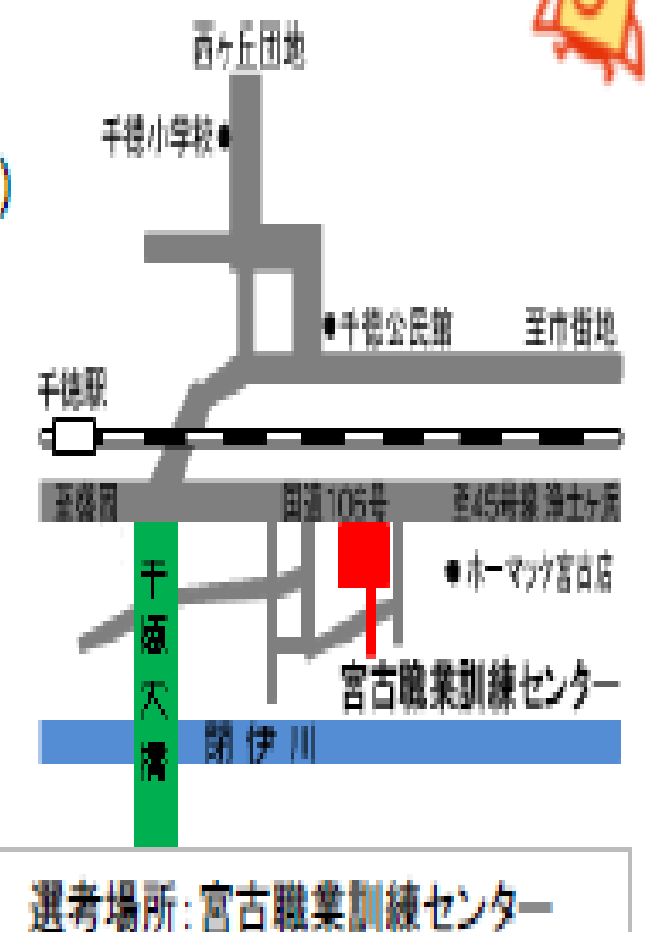 西ヶ丘団地
千徳小学校
千徳公民館
至市街地
千徳駅
至盛岡
国道106号
至45号線 浄土ヶ浜
千徳大橋
ホーマック宮古店
宮古職業訓練センター
閉伊川
選考場所:宮古職業訓練センター